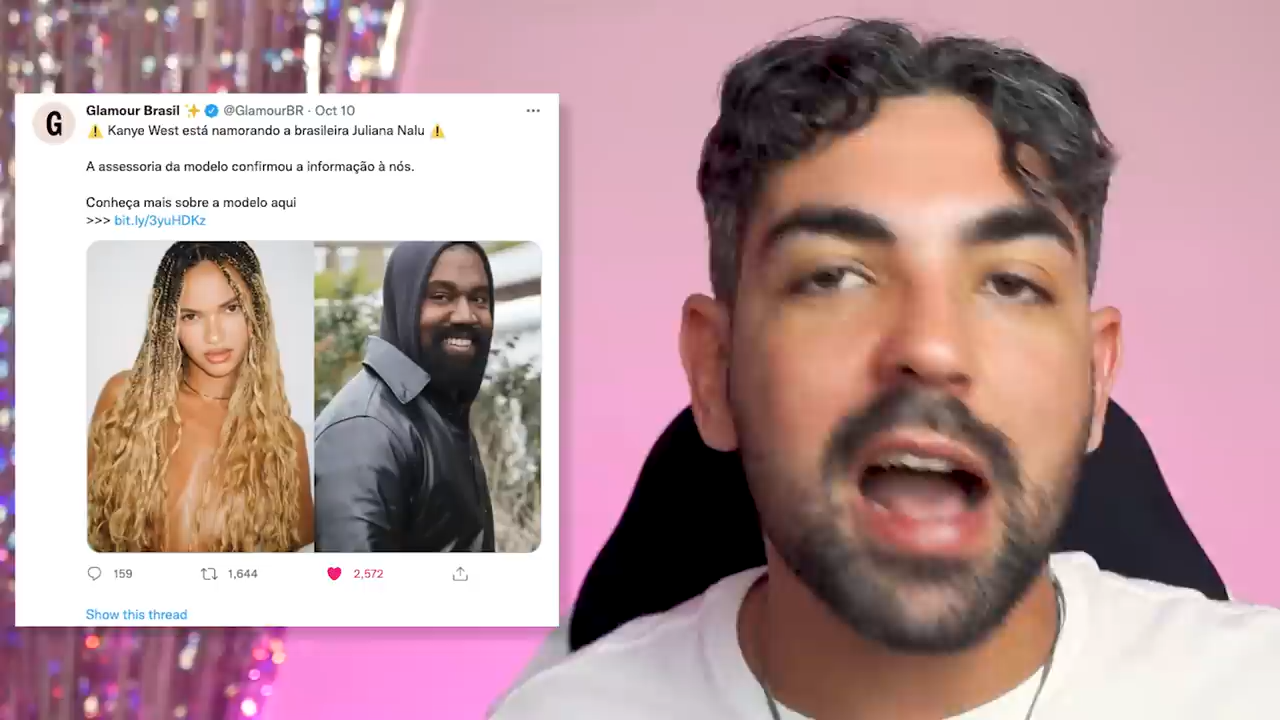 G
Glamour Brasil ✨ @GlamourBR · Oct 10
⚠️ Kanye West está namorando a brasileira Juliana Nalu ⚠️
A assessoria da modelo confirmou a informação à nós.
Conheça mais sobre a modelo aqui
>>> bit.ly/3yuHDKz
159 1,644 2,572
Show this thread